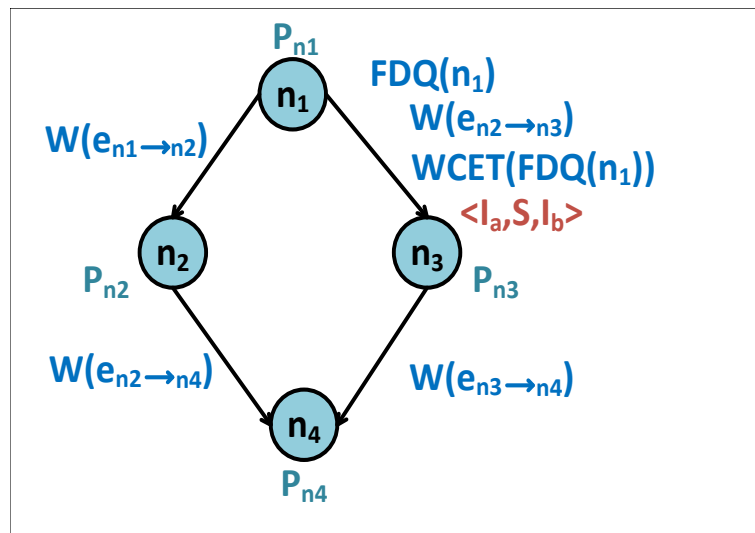 Pn1
n1
FDQ(n1)
W(en1→n2)
W(en2→n3)
WCET(FDQ(n1))
<Ia,S,Ib>
n2
n3
Pn2
Pn3
W(en2→n4)
W(en3→n4)
n4
Pn4